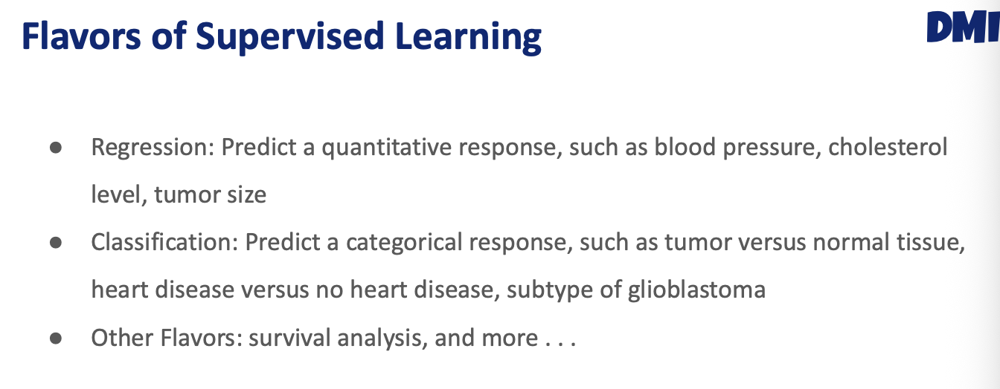 Flavors of Supervised Learning
DMI
● Regression: Predict a quantitative response, such as blood pressure, cholesterol
level, tumor size
● Classification: Predict a categorical response, such as tumor versus normal tissue,
heart disease versus no heart disease, subtype of glioblastoma
● Other Flavors: survival analysis, and more . . .